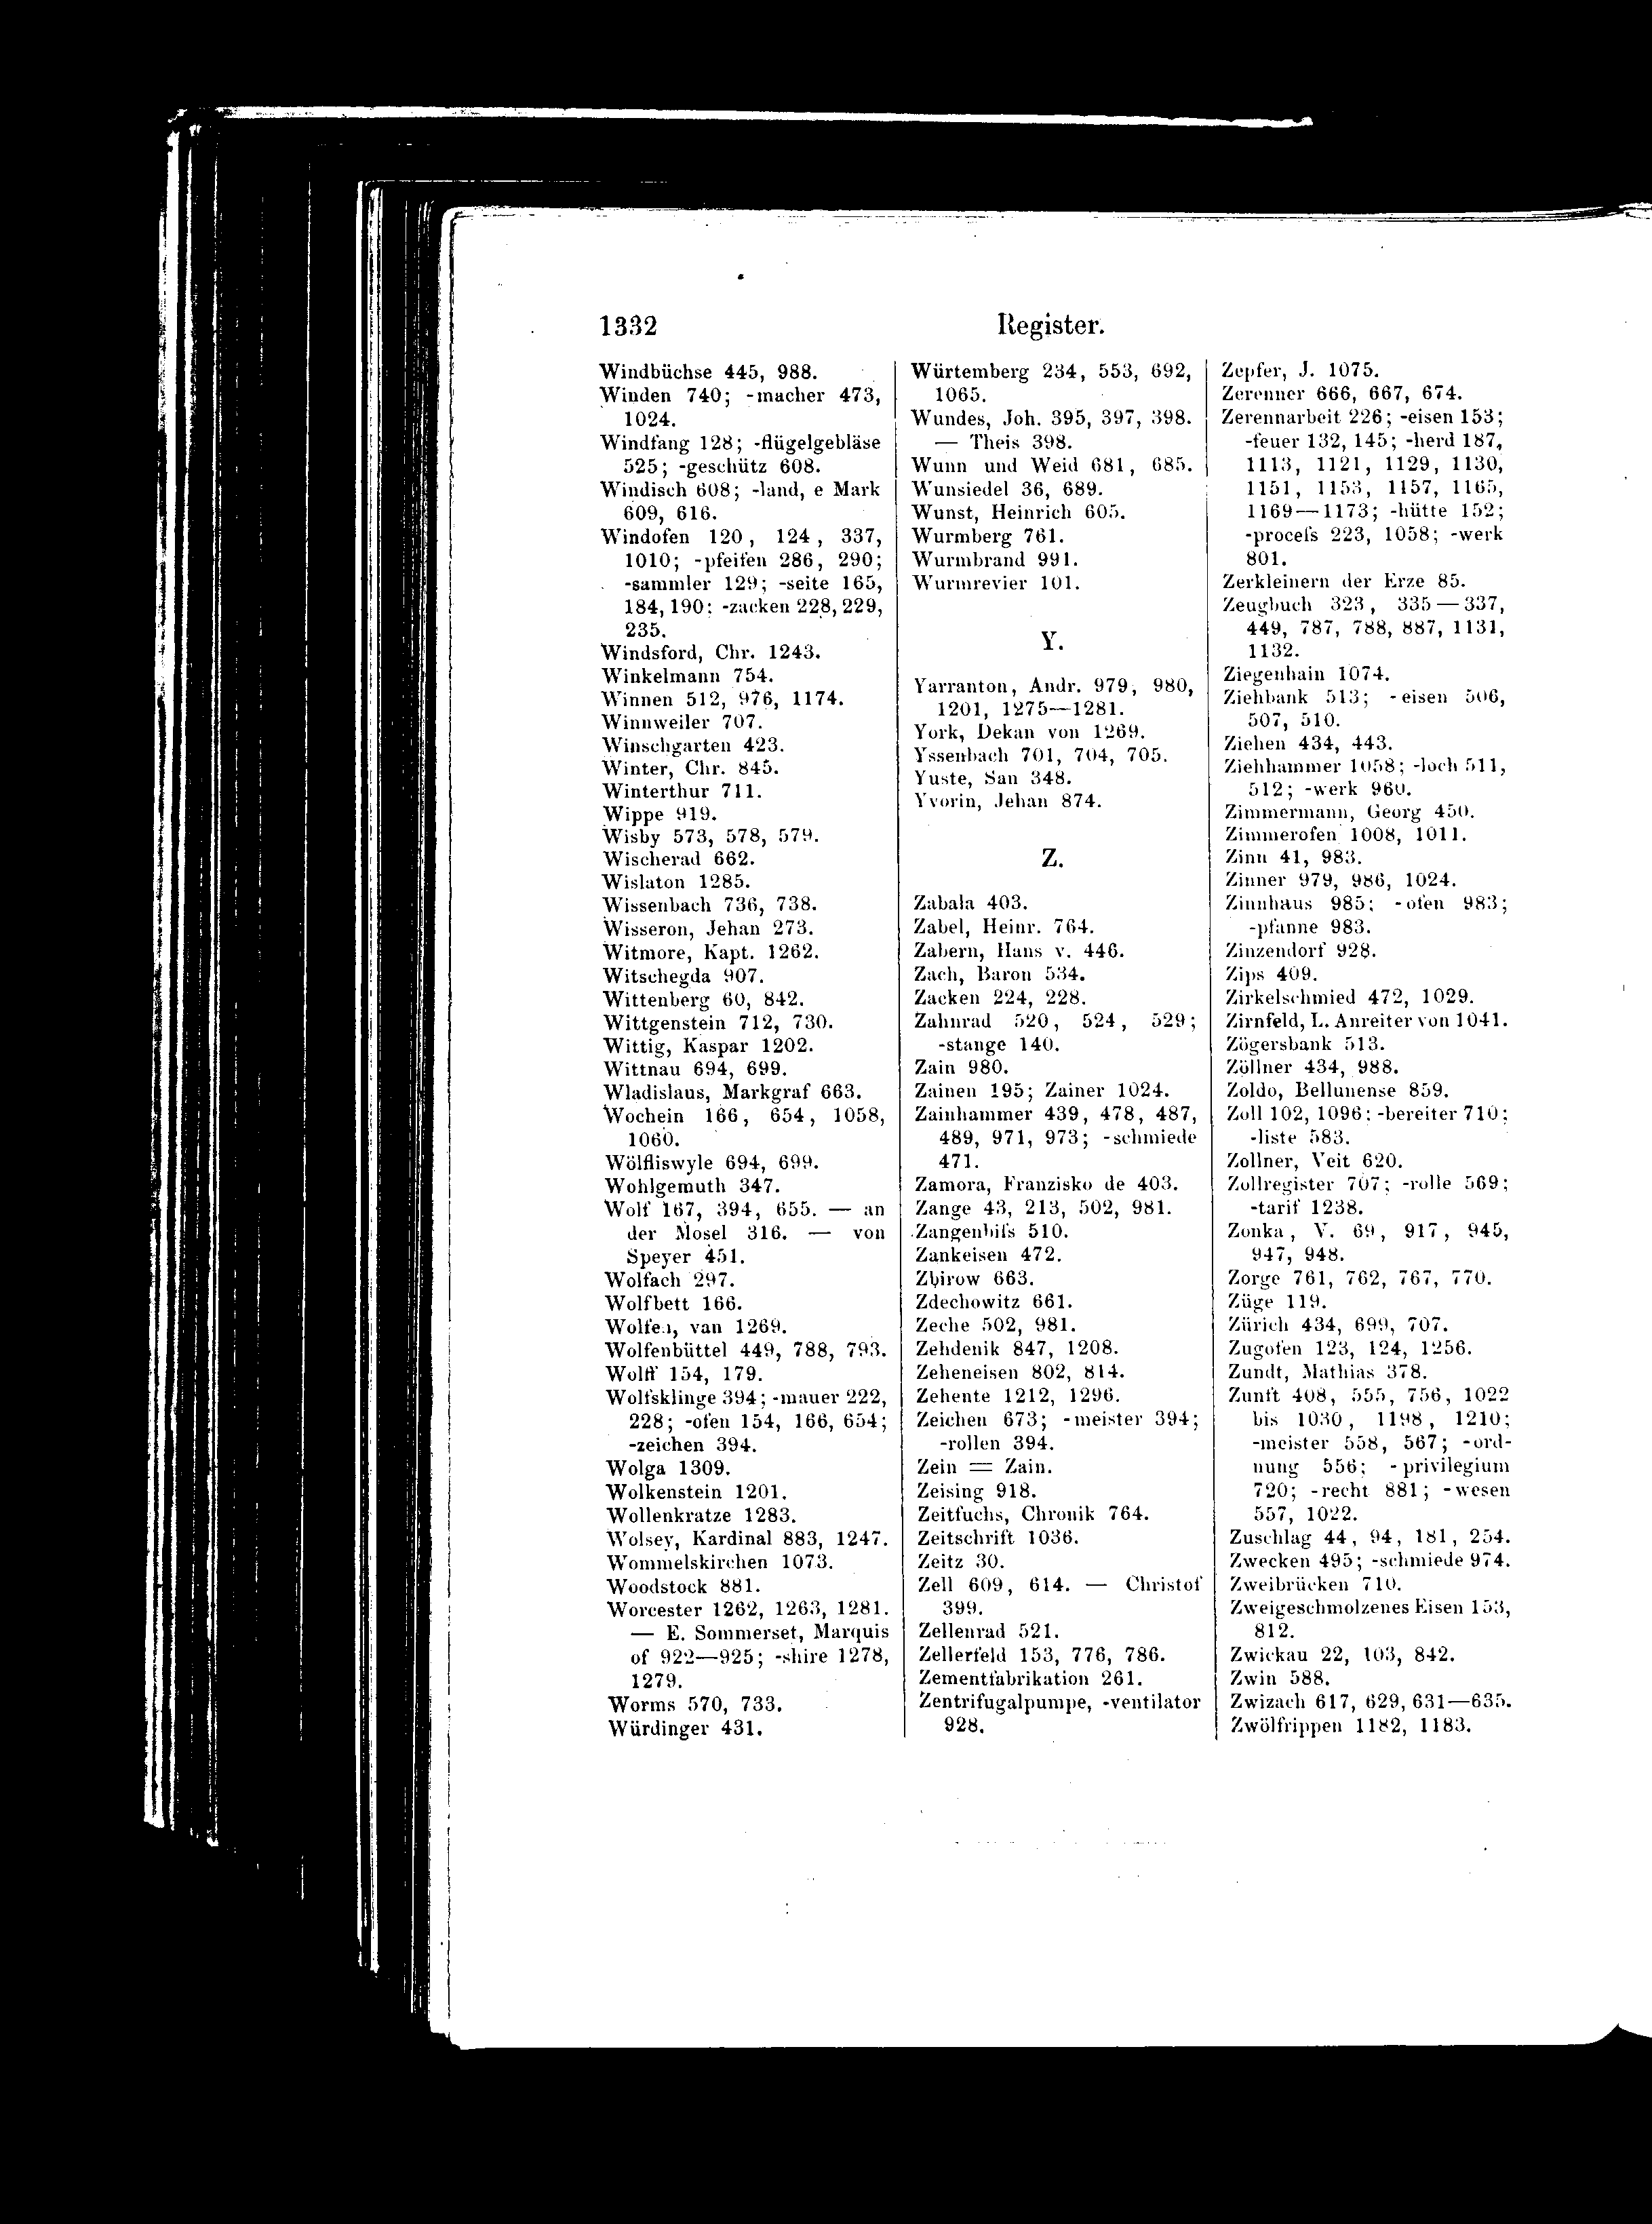 1332
Register.
Windbüchse 445, 988.
Winden 740; -macher 473,
1024.
Windfang 128; -flügelgebläse
525; -geschütz 608.
Windisch 608; -land, e Mark
609, 616.
Windofen 120, 124, 337,
1010; -pfeifen 286, 290;
-sammler 129; -seite 165,
184, 190; -zacken 228, 229,
235.
Windsford, Chr. 1243.
Winkelmann 754.
Winnen 512, 976, 1174.
Winnweiler 707.
Winschgarten 423.
Winter, Chr. 845.
Winterthur 711.
Wippe 919.
Wisby 573, 578, 579.
Wischerad 662.
Wislaton 1285.
Wissenbach 736, 738.
Wisseron, Jehan 273.
Witmore, Kapt. 1262.
Witschegda 907.
Wittenberg 60, 842.
Wittgenstein 712, 730.
Wittig, Kaspar 1202.
Wittnau 694, 699.
Wladislaus, Markgraf 663.
Wochein 166, 654, 1058,
1060.
Wölfliswyle 694, 699.
Wohlgemuth 347.
Wolf 167, 394, 655. — an
der Mosel 316. — von
Speyer 451.
Wolfach 297.
Wolfbett 166.
Wolfen, van 1269.
Wolfenbüttel 449, 788, 793.
Wolff 154, 179.
Wolfsklinge 394; -mauer 222,
228; -ofen 154, 166, 654;
-zeichen 394.
Wolga 1309.
Wolkenstein 1201.
Wollenkratze 1283.
Wolsey, Kardinal 883, 1247.
Wommelskirchen 1073.
Woodstock 881.
Worcester 1262, 1263, 1281.
— E. Sommerset, Marquis
of 922—925; -shire 1278,
1279.
Worms 570, 733.
Würdinger 431.
Würtemberg 234, 553, 692,
1065.
Wundes, Joh. 395, 397, 398.
— Theis 398.
Wunn und Weid 681, 685.
Wunsiedel 36, 689.
Wunst, Heinrich 605.
Wurmberg 761.
Wurmbrand 991.
Wurmrevier 101.
Y.
Yarranton, Andr. 979, 980,
1201, 1275—1281.
York, Dekan von 1269.
Yssenbach 701, 704, 705.
Yuste, San 348.
Yvorin, Jehan 874.
Z.
Zabala 403.
Zabel, Heinr. 764.
Zabern, Hans v. 446.
Zach, Baron 534.
Zacken 224, 228.
Zahnrad 520, 524, 529;
-stange 140.
Zain 980.
Zainen 195; Zainer 1024.
Zainhammer 439, 478, 487,
489, 971, 973; -schmiede
471.
Zamora, Franzisko de 403.
Zange 43, 213, 502, 981.
Zangenbiſs 510.
Zankeisen 472.
Zbirow 663.
Zdechowitz 661.
Zeche 502, 981.
Zehdenik 847, 1208.
Zeheneisen 802, 814.
Zehente 1212, 1296.
Zeichen 673; -meister 394;
-rollen 394.
Zein = Zain.
Zeising 918.
Zeitfuchs, Chronik 764.
Zeitschrift 1036.
Zeitz 30.
Zell 609, 614. — Christof
399.
Zellenrad 521.
Zellerfeld 153, 776, 786.
Zementfabrikation 261.
Zentrifugalpumpe, -ventilator
928.
Zepfer, J. 1075.
Zerenner 666, 667, 674.
Zerennarbeit 226; -eisen 153;
-feuer 132, 145; -herd 187,
1113, 1121, 1129, 1130,
1151, 1153, 1157, 1165,
1169—1173; -hütte 152;
-proceſs 223, 1058; -werk
801.
Zerkleinern der Erze 85.
Zeugbuch 323, 335—337,
449, 787, 788, 887, 1131,
1132.
Ziegenhain 1074.
Ziehbank 513; -eisen 506,
507, 510.
Ziehen 434, 443.
Ziehhammer 1058; -loch 511,
512; -werk 960.
Zimmermann, Georg 450.
Zimmerofen 1008, 1011.
Zinn 41, 983.
Zinner 979, 986, 1024.
Zinnhaus 985; -ofen 983;
-pfanne 983.
Zinzendorf 928.
Zips 409.
Zirkelschmied 472, 1029.
Zirnfeld, L. Anreiter von 1041.
Zögersbank 513.
Zöllner 434, 988.
Zoldo, Bellunense 859.
Zoll 102, 1096; -bereiter 710;
-liste 583.
Zollner, Veit 620.
Zollregister 707; -rolle 569;
-tarif 1238.
Zonka, V. 69, 917, 945,
947, 948.
Zorge 761, 762, 767, 770.
Züge 119.
Zürich 434, 699, 707.
Zugofen 123, 124, 1256.
Zundt, Mathias 378.
Zunft 408, 555, 756, 1022
bis 1030, 1198, 1210;
-meister 558, 567; -ord-
nung 556; -privilegium
720; -recht 881; -wesen
557, 1022.
Zuschlag 44, 94, 181, 254.
Zwecken 495; -schmiede 974.
Zweibrücken 710.
Zweigeschmolzenes Eisen 153,
812.
Zwickau 22, 103, 842.
Zwin 588.
Zwizach 617, 629, 631—635.
Zwölfrippen 1182, 1183.